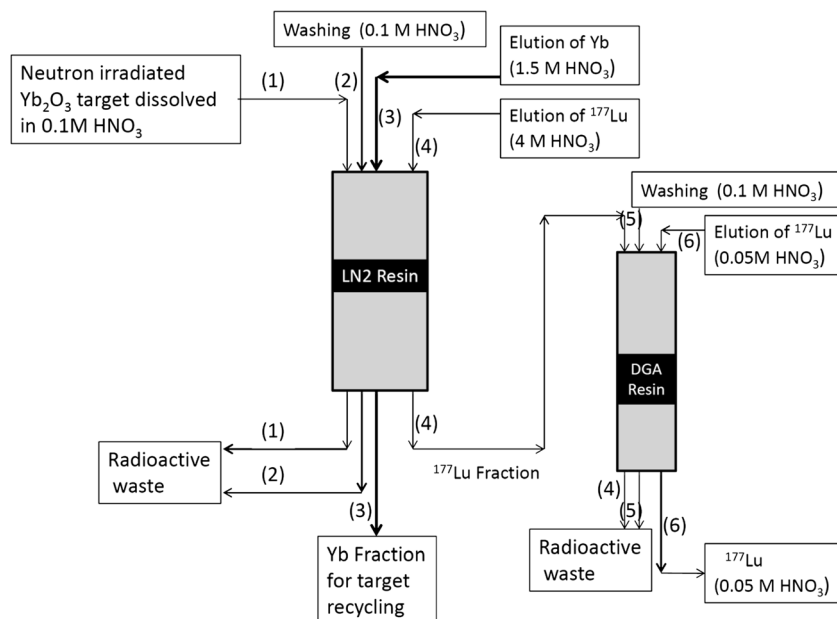 Washing (0.1 M HNO₃)
Elution of Yb
(1.5 M HNO₃)
Neutron irradiated
Yb₂O₃ target dissolved
in 0.1M HNO₃
(1)
(2)
(3)
Elution of ¹⁷⁷Lu
(4 M HNO₃)
(4)
Washing (0.1 M HNO₃)
(5)
(6)
Elution of ¹⁷⁷Lu
(0.05M HNO₃)
LN2 Resin
DGA
Resin
(1)
(4)
Radioactive
waste
(2)
¹⁷⁷Lu Fraction
(3)
(4)
(5)
(6)
Yb Fraction
for target
recycling
Radioactive
waste
¹⁷⁷Lu
(0.05 M HNO₃)